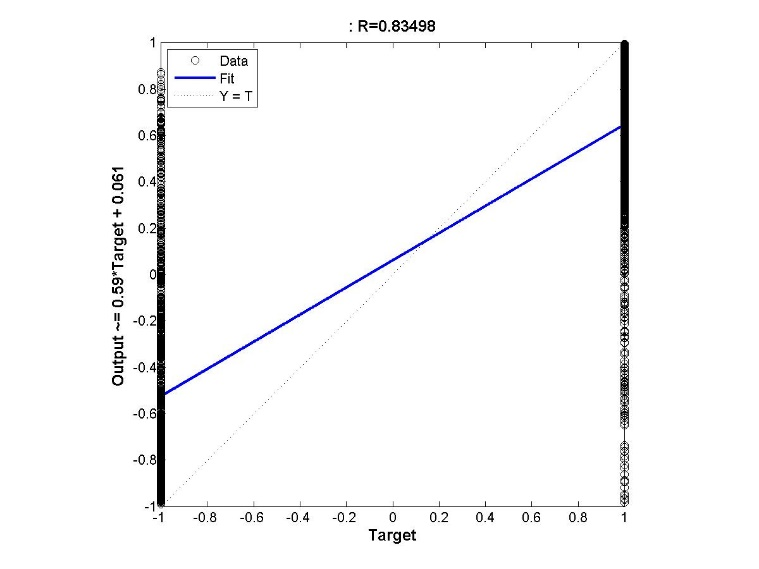 : R=0.83498
Data
Fit
Y = T
1
0.8
0.6
0.4
0.2
0
-0.2
-0.4
-0.6
-0.8
-1
Output ~= 0.59*Target + 0.061
-1 -0.8 -0.6 -0.4 -0.2 0 0.2 0.4 0.6 0.8 1
Target